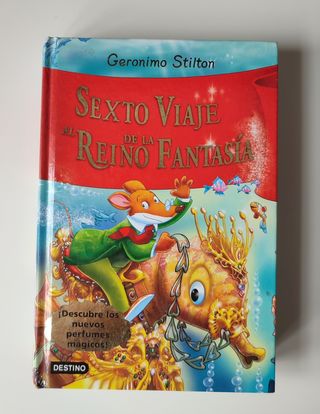 Geronimo Stilton
SEXTO VIAJE
AL DE LA
REINO FANTASÍA
¡Descubre los
nuevos
perfumes
mágicos!
DESTINO